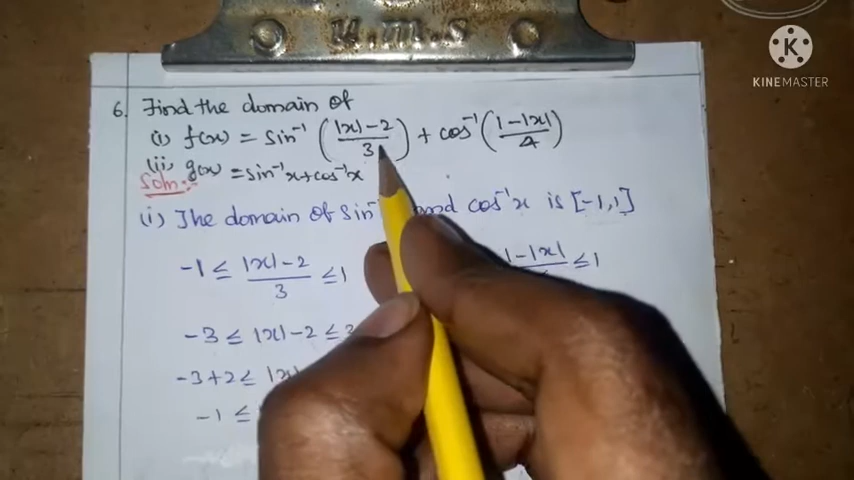 u.m.s
K
KINEMASTER
6. Find the domain of
(i) f(x) = sin⁻¹ (|x|-2/3) + cos⁻¹ (1-|x|/4)
(ii) g(x) = sin⁻¹x + cos⁻¹x
Soln:-
(i) The domain of sin⁻ and cos⁻¹x is [-1,1]
-1 ≤ |x|-2/3 ≤ 1
1-|x| ≤ 1
-3 ≤ |x|-2 ≤ 3
-3+2 ≤ |x|
-1 ≤